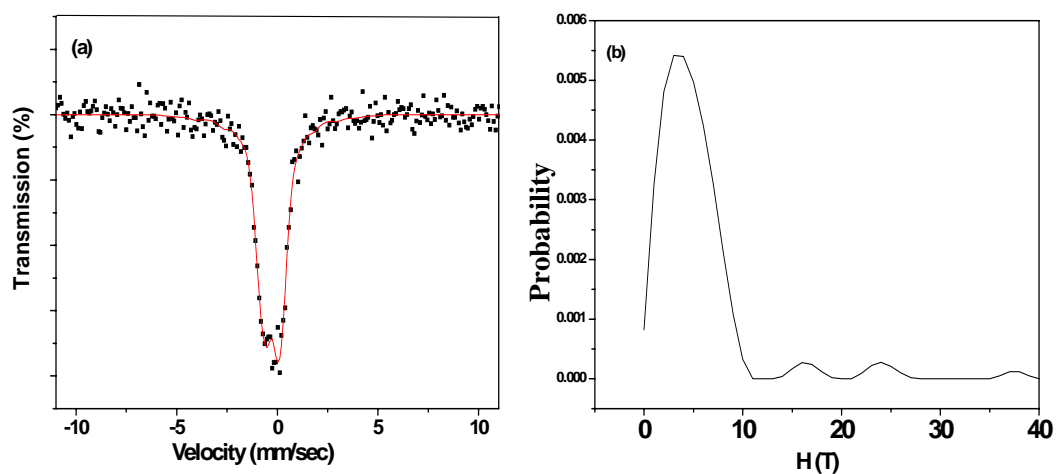 (a)
Transmission (%)
-10 -5 0 5 10
Velocity (mm/sec)
(b)
0.006
0.005
0.004
0.003
0.002
0.001
0.000
Probability
0 10 20 30 40
H (T)